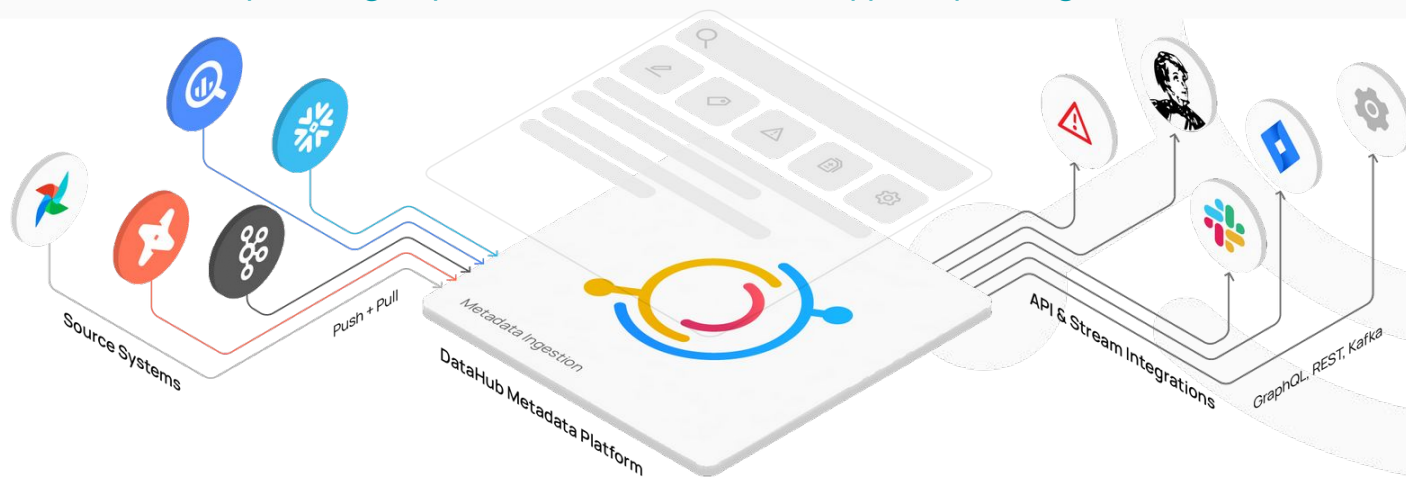 Source Systems
Push + Pull
Metadata Ingestion
DataHub Metadata Platform
API & Stream Integrations
GraphQL, REST, Kafka